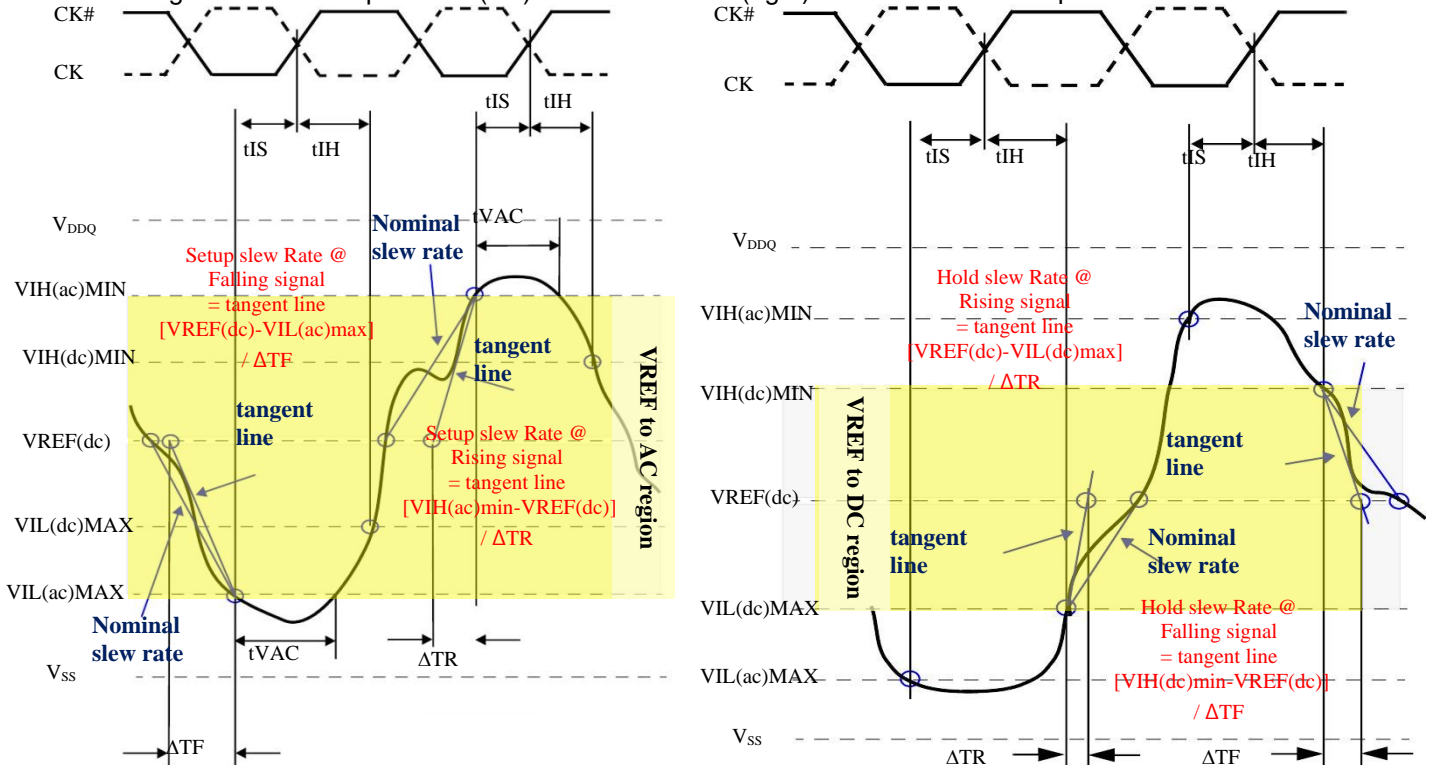 CK#
CK
tIS
tIH
tIS
tIH
VDDQ
Nominal
slew rate
tVAC
Setup slew Rate @
Falling signal
= tangent line
[VREF(dc)-VIL(ac)max]
/ ΔTF
VIH(ac)MIN
VIH(dc)MIN
tangent
line
VREF to AC region
tangent
line
VREF(dc)
Setup slew Rate @
Rising signal
= tangent line
[VIH(ac)min-VREF(dc)]
/ ΔTR
VIL(dc)MAX
VIL(ac)MAX
Nominal
slew rate
tVAC
ΔTR
VSS
ΔTF
CK#
CK
tIS
tIH
tIS
tIH
VDDQ
Hold slew Rate @
Rising signal
= tangent line
[VREF(dc)-VIL(dc)max]
/ ΔTR
VIH(ac)MIN
Nominal
slew rate
VIH(dc)MIN
VREF to DC region
tangent
line
VREF(dc)
tangent
line
Nominal
slew rate
VIL(dc)MAX
Hold slew Rate @
Falling signal
= tangent line
[VIH(dc)min-VREF(dc)]
/ ΔTF
VIL(ac)MAX
VSS
ΔTR
ΔTF